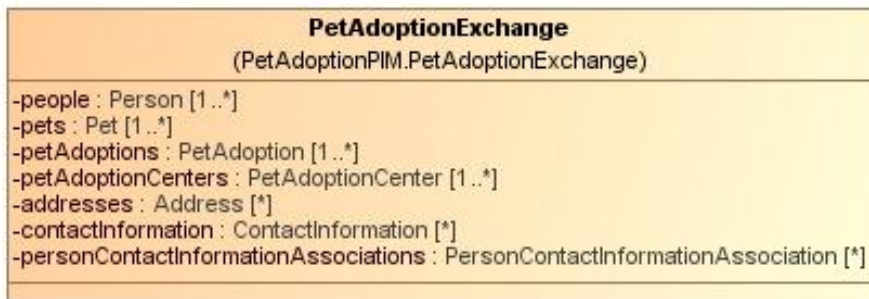 PetAdoptionExchange
(PetAdoptionPIM.PetAdoptionExchange)
-people : Person [1..*]
-pets : Pet [1..*]
-petAdoptions : PetAdoption [1..*]
-petAdoptionCenters : PetAdoptionCenter [1..*]
-addresses : Address [*]
-contactInformation : ContactInformation [*]
-personContactInformationAssociations : PersonContactInformationAssociation [*]